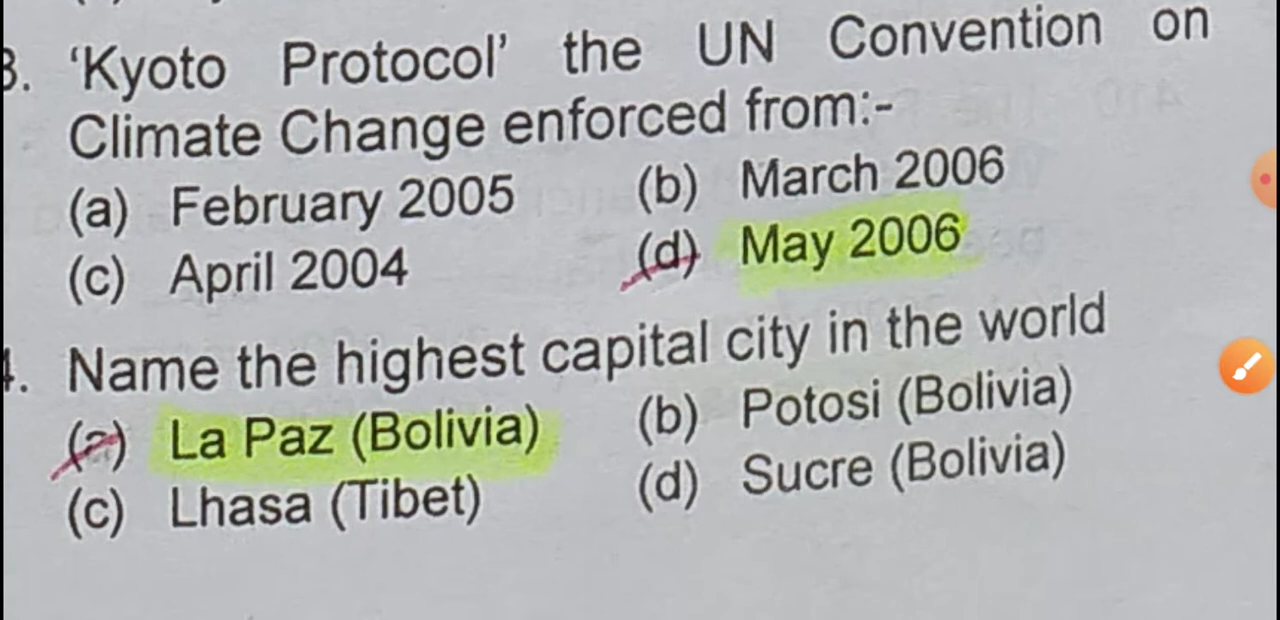 3. ‘Kyoto Protocol’ the UN Convention on
Climate Change enforced from:-
(a) February 2005 (b) March 2006
(c) April 2004 (d) May 2006
4. Name the highest capital city in the world
(a) La Paz (Bolivia) (b) Potosi (Bolivia)
(c) Lhasa (Tibet) (d) Sucre (Bolivia)